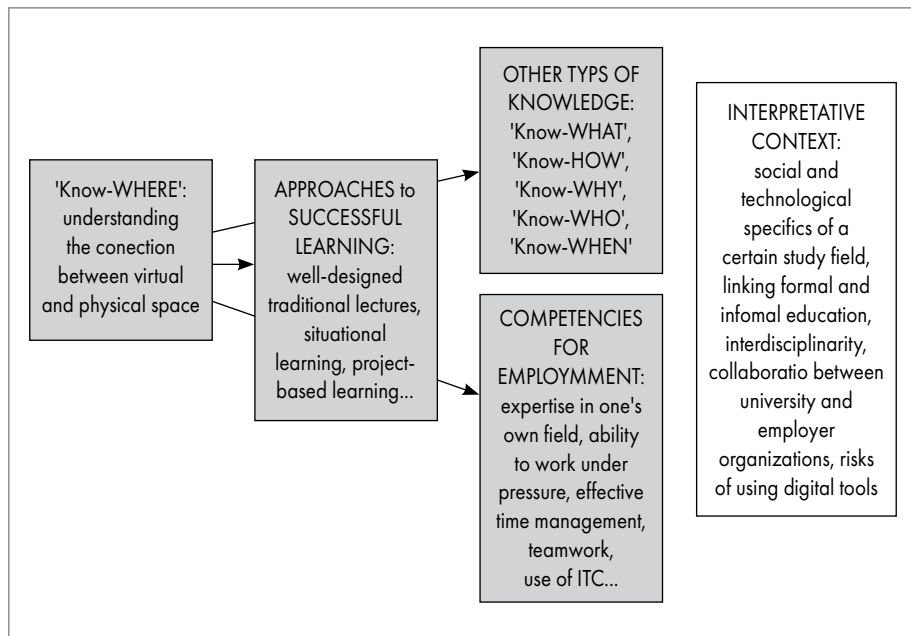 'Know-WHERE':
understanding
the conection
between virtual
and physical space
APPROACHES to
SUCCESSFUL
LEARNING:
well-designed
traditional lectures,
situational
learning, project-
based learning...
OTHER TYPS OF
KNOWLEDGE:
'Know-WHAT',
'Know-HOW',
'Know-WHY',
'Know-WHO',
'Know-WHEN'
COMPETENCIES
FOR
EMPLOYMMENT:
expertise in one's
own field, ability
to work under
pressure, effective
time management,
teamwork,
use of ITC...
INTERPRETATIVE
CONTEXT:
social and
technological
specifics of a
certain study field,
linking formal and
infomal education,
interdisciplinarity,
collaboratio between
university and
employer
organizations, risks
of using digital tools